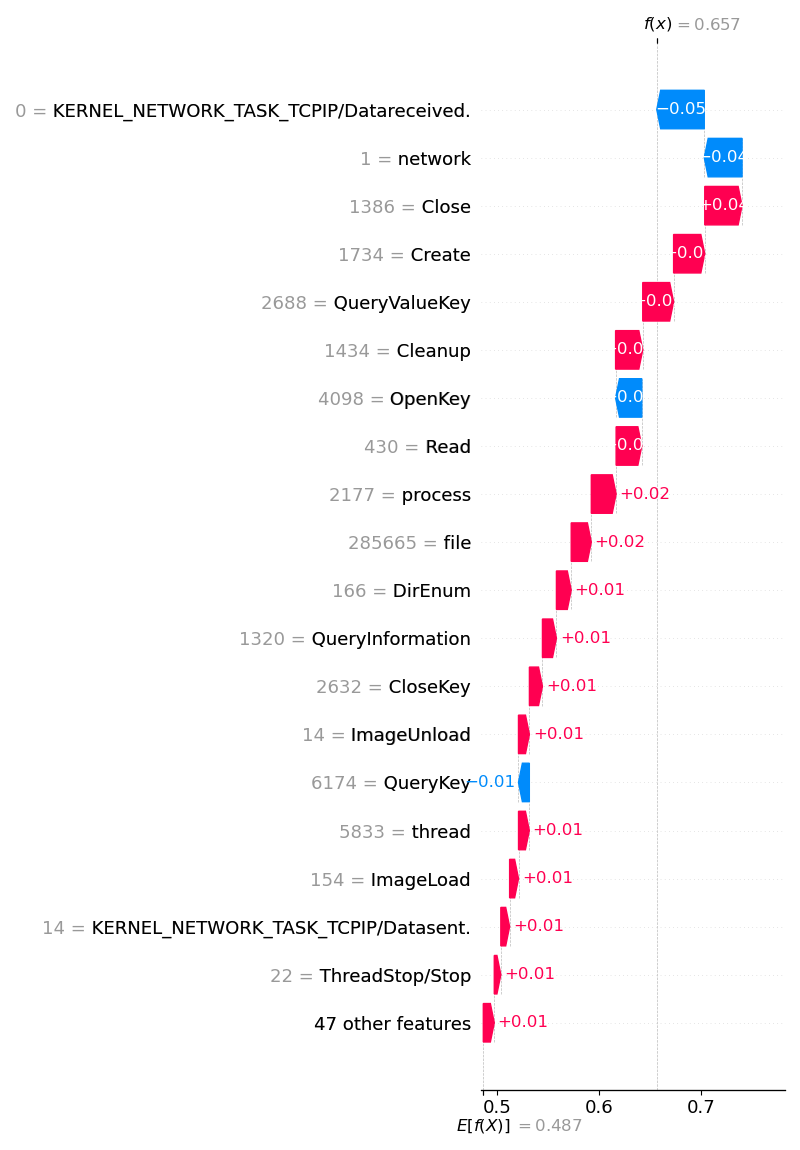 f(x) = 0.657
0 = KERNEL_NETWORK_TASK_TCPIP/Datareceived.
−0.05
1 = network
−0.04
1386 = Close
+0.04
1734 = Create
2688 = QueryValueKey
1434 = Cleanup
4098 = OpenKey
430 = Read
2177 = process
+0.02
285665 = file
+0.02
166 = DirEnum
+0.01
1320 = QueryInformation
+0.01
2632 = CloseKey
+0.01
14 = ImageUnload
+0.01
6174 = QueryKey
−0.01
5833 = thread
+0.01
154 = ImageLoad
+0.01
14 = KERNEL_NETWORK_TASK_TCPIP/Datasent.
+0.01
22 = ThreadStop/Stop
+0.01
47 other features
+0.01
0.5 0.6 0.7
E[f(X)] = 0.487